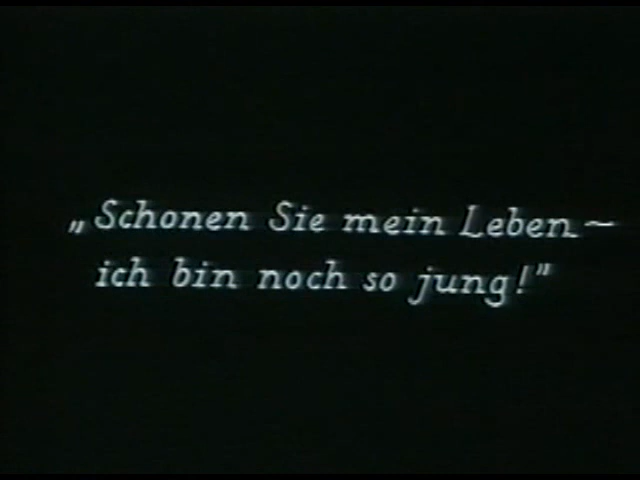 „Schonen Sie mein Leben —
ich bin noch so jung!"